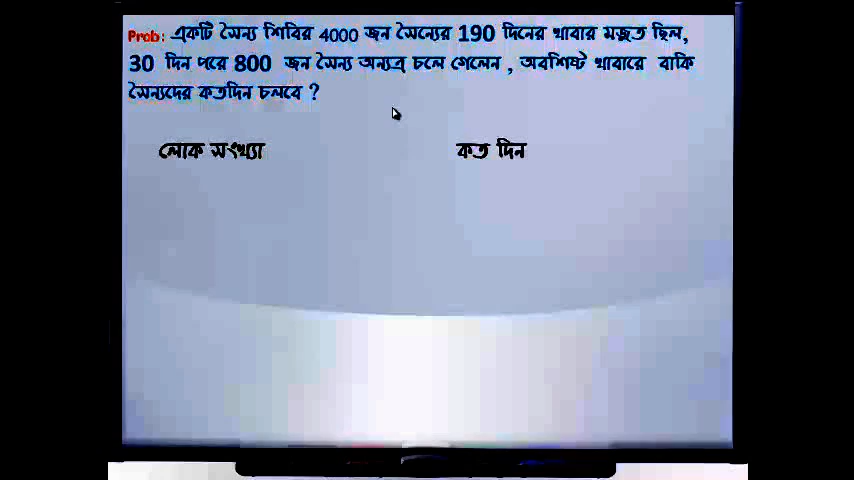 Prob: একটি সৈন্য শিবির 4000 জন সৈন্যের 190 দিনের খাবার মজুত ছিল,
30 দিন পরে 800 জন সৈন্য অন্যত্র চলে গেলেন , অবশিষ্ট খাবারে বাকি
সৈন্যদের কতদিন চলবে ?
লোক সংখ্যা কত দিন